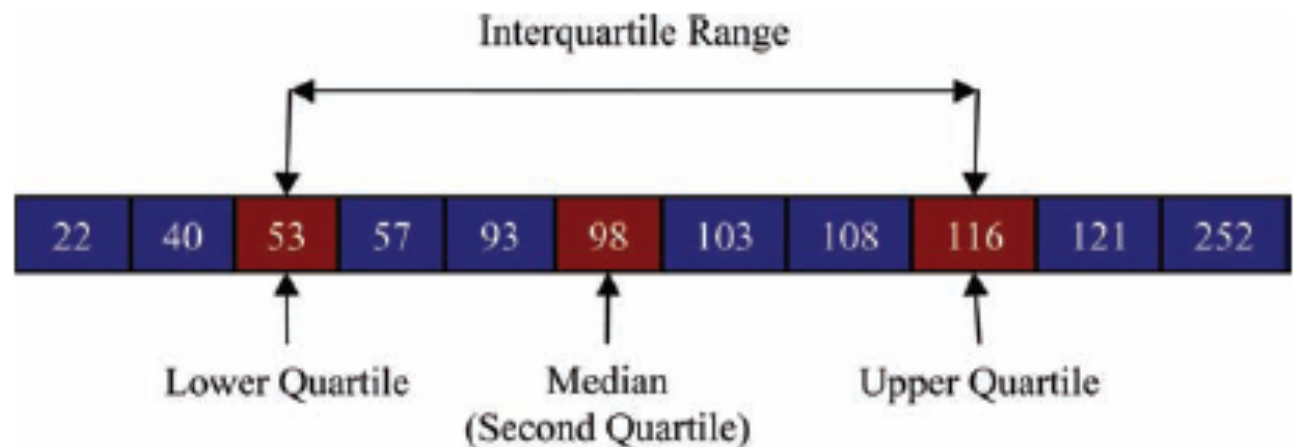 Interquartile Range
22 40 53 57 93 98 103 108 116 121 252
Lower Quartile Median Upper Quartile
(Second Quartile)